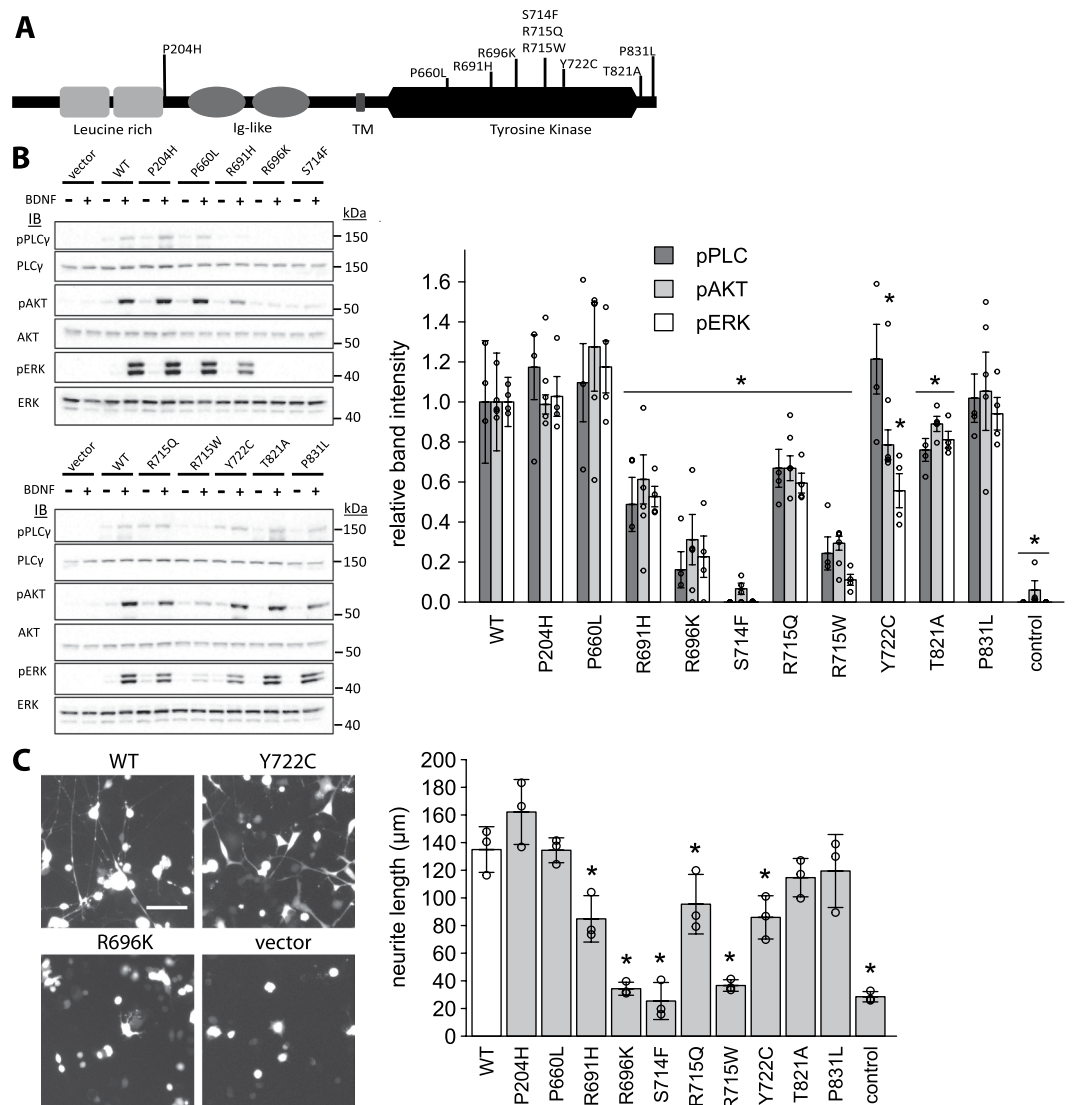 A
S714F
R715Q
R715W
P204H
P660L
R691H
R696K
Y722C
T821A
P831L
Leucine rich
Ig-like
TM
Tyrosine Kinase
B
vector
WT
P204H
P660L
R691H
R696K
S714F
BDNF - + - + - + - + - + - + - +
IB
kDa
pPLCγ
150
PLCγ
150
pAKT
50
AKT
50
pERK
40
ERK
40
vector
WT
R715Q
R715W
Y722C
T821A
P831L
BDNF - + - + - + - + - + - + - +
IB
kDa
pPLCγ
150
PLCγ
150
pAKT
50
AKT
50
pERK
40
ERK
40
relative band intensity
1.6
1.4
1.2
1.0
0.8
0.6
0.4
0.2
0.0
pPLC
pAKT
pERK
*
*
*
*
*
WT
P204H
P660L
R691H
R696K
S714F
R715Q
R715W
Y722C
T821A
P831L
control
C
WT
Y722C
R696K
vector
neurite length (μm)
200
180
160
140
120
100
80
60
40
20
0
*
*
*
*
*
*
*
WT
P204H
P660L
R691H
R696K
S714F
R715Q
R715W
Y722C
T821A
P831L
control